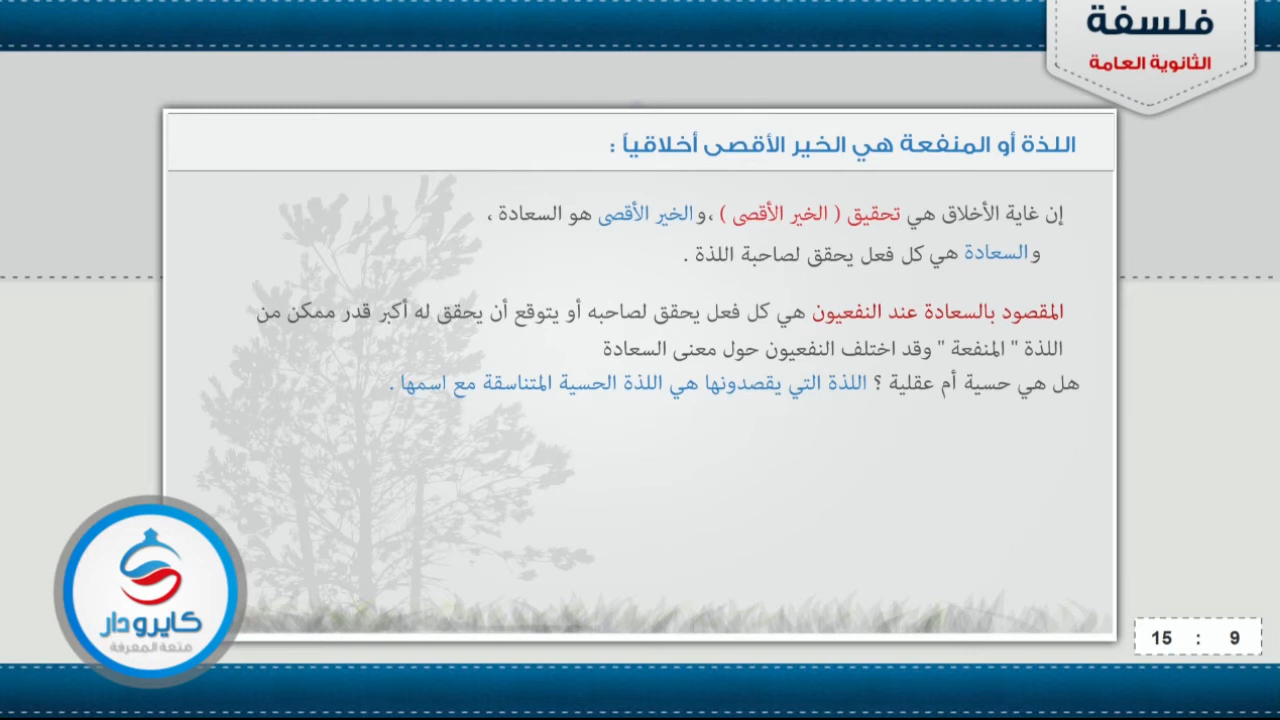 فلسفة
الثانوية العامة
اللذة أو المنفعة هي الخير الأقصى أخلاقياً :
إن غاية الأخلاق هي تحقيق ( الخير الأقصى ) ،والخير الأقصى هو السعادة ،
والسعادة هي كل فعل يحقق لصاحبة اللذة .
المقصود بالسعادة عند النفعيون هي كل فعل يحقق لصاحبه أو يتوقع أن يحقق له أكبر قدر ممكن من
اللذة " المنفعة " وقد اختلف النفعيون حول معنى السعادة
هل هي حسية أم عقلية ؟ اللذة التي يقصدونها هي اللذة الحسية المتناسقة مع اسمها .
كايرودار
متعة المعرفة
15 : 9